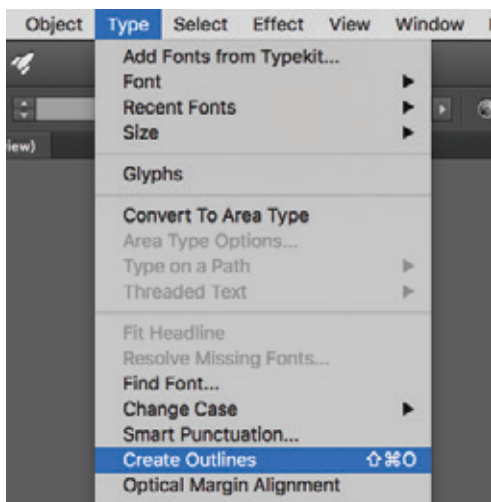 Object Type Select Effect View Window
Add Fonts from Typekit...
iew)
Font
Recent Fonts
Size
Glyphs
Convert To Area Type
Area Type Options...
Type on a Path
Threaded Text
Fit Headline
Resolve Missing Fonts...
Find Font...
Change Case
Smart Punctuation...
Create Outlines ⇧⌘O
Optical Margin Alignment